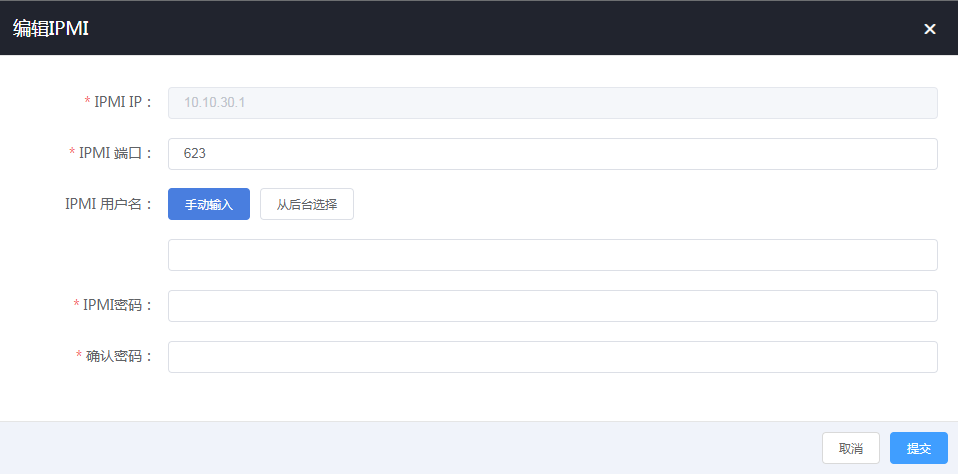 编辑IPMI
* IPMI IP：
10.10.30.1
* IPMI 端口：
623
IPMI 用户名：
手动输入
从后台选择
* IPMI密码：
* 确认密码：
取消
提交